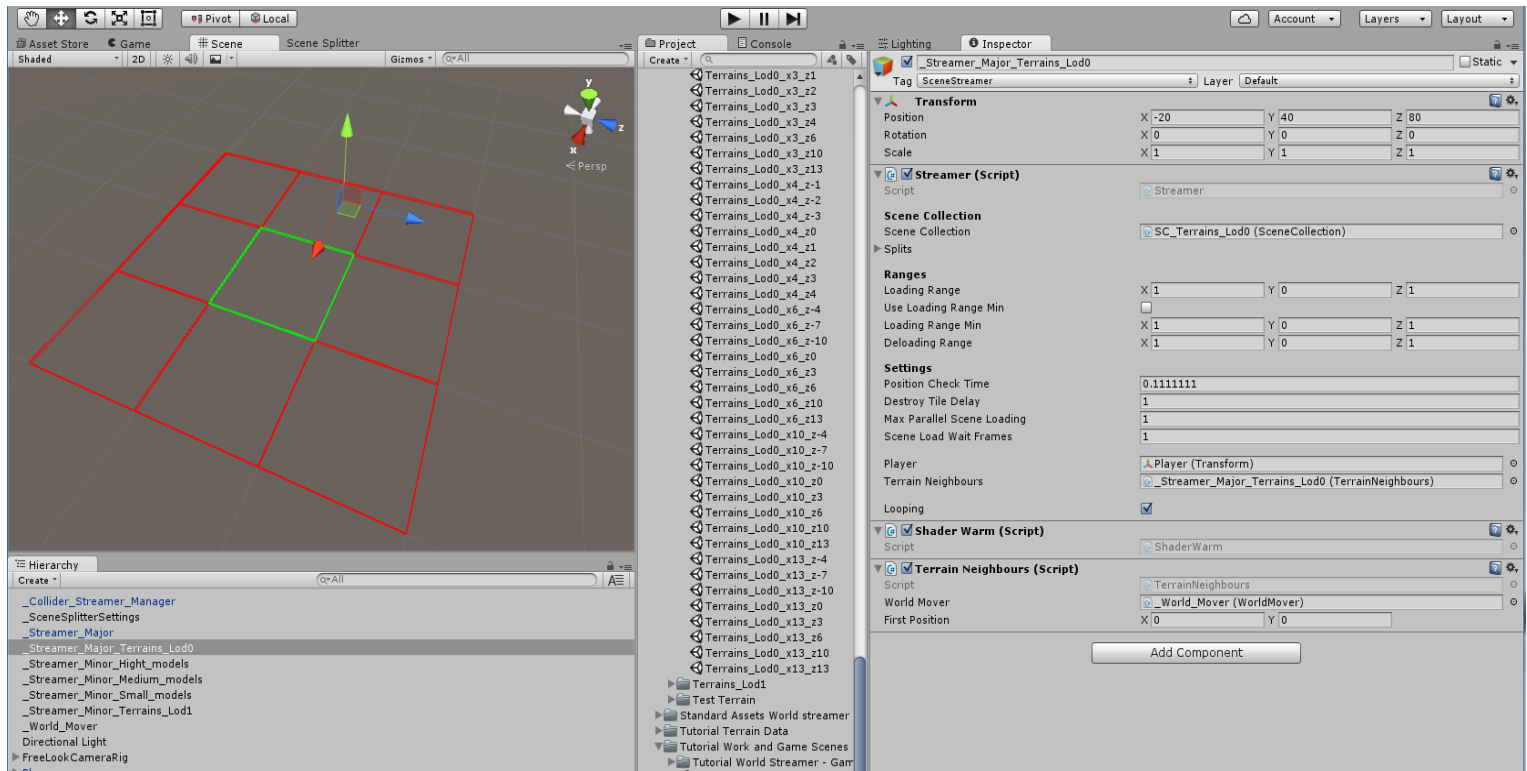 Pivot Local Account Layers Layout
Asset Store Game Scene Scene Splitter
Shaded 2D Gizmos All
y
z
x
Persp
Hierarchy
Create All
_Collider_Streamer_Manager
_SceneSplitterSettings
_Streamer_Major
_Streamer_Major_Terrains_Lod0
_Streamer_Minor_Hight_models
_Streamer_Minor_Medium_models
_Streamer_Minor_Small_models
_Streamer_Minor_Terrains_Lod1
_World_Mover
Directional Light
FreeLookCameraRig
Project Console
Create
Terrains_Lod0_x3_z1
Terrains_Lod0_x3_z2
Terrains_Lod0_x3_z3
Terrains_Lod0_x3_z4
Terrains_Lod0_x3_z6
Terrains_Lod0_x3_z10
Terrains_Lod0_x3_z13
Terrains_Lod0_x4_z-1
Terrains_Lod0_x4_z-2
Terrains_Lod0_x4_z-3
Terrains_Lod0_x4_z0
Terrains_Lod0_x4_z1
Terrains_Lod0_x4_z2
Terrains_Lod0_x4_z3
Terrains_Lod0_x4_z4
Terrains_Lod0_x6_z-4
Terrains_Lod0_x6_z-7
Terrains_Lod0_x6_z-10
Terrains_Lod0_x6_z0
Terrains_Lod0_x6_z3
Terrains_Lod0_x6_z6
Terrains_Lod0_x6_z10
Terrains_Lod0_x6_z13
Terrains_Lod0_x10_z-4
Terrains_Lod0_x10_z-7
Terrains_Lod0_x10_z-10
Terrains_Lod0_x10_z0
Terrains_Lod0_x10_z3
Terrains_Lod0_x10_z6
Terrains_Lod0_x10_z10
Terrains_Lod0_x10_z13
Terrains_Lod0_x13_z-4
Terrains_Lod0_x13_z-7
Terrains_Lod0_x13_z-10
Terrains_Lod0_x13_z0
Terrains_Lod0_x13_z3
Terrains_Lod0_x13_z6
Terrains_Lod0_x13_z10
Terrains_Lod0_x13_z13
Terrains_Lod1
Test Terrain
Standard Assets World streamer
Tutorial Terrain Data
Tutorial Work and Game Scenes
Tutorial World Streamer - Gam
Lighting Inspector
_Streamer_Major_Terrains_Lod0 Static
Tag SceneStreamer Layer Default
Transform
Position X -20 Y 40 Z 80
Rotation X 0 Y 0 Z 0
Scale X 1 Y 1 Z 1
Streamer (Script)
Script Streamer
Scene Collection
Scene Collection SC_Terrains_Lod0 (SceneCollection)
Splits
Ranges
Loading Range X 1 Y 0 Z 1
Use Loading Range Min
Loading Range Min X 1 Y 0 Z 1
Deloading Range X 1 Y 0 Z 1
Settings
Position Check Time 0.1111111
Destroy Tile Delay 1
Max Parallel Scene Loading 1
Scene Load Wait Frames 1
Player Player (Transform)
Terrain Neighbours _Streamer_Major_Terrains_Lod0 (TerrainNeighbours)
Looping
Shader Warm (Script)
Script ShaderWarm
Terrain Neighbours (Script)
Script TerrainNeighbours
World Mover _World_Mover (WorldMover)
First Position X 0 Y 0
Add Component